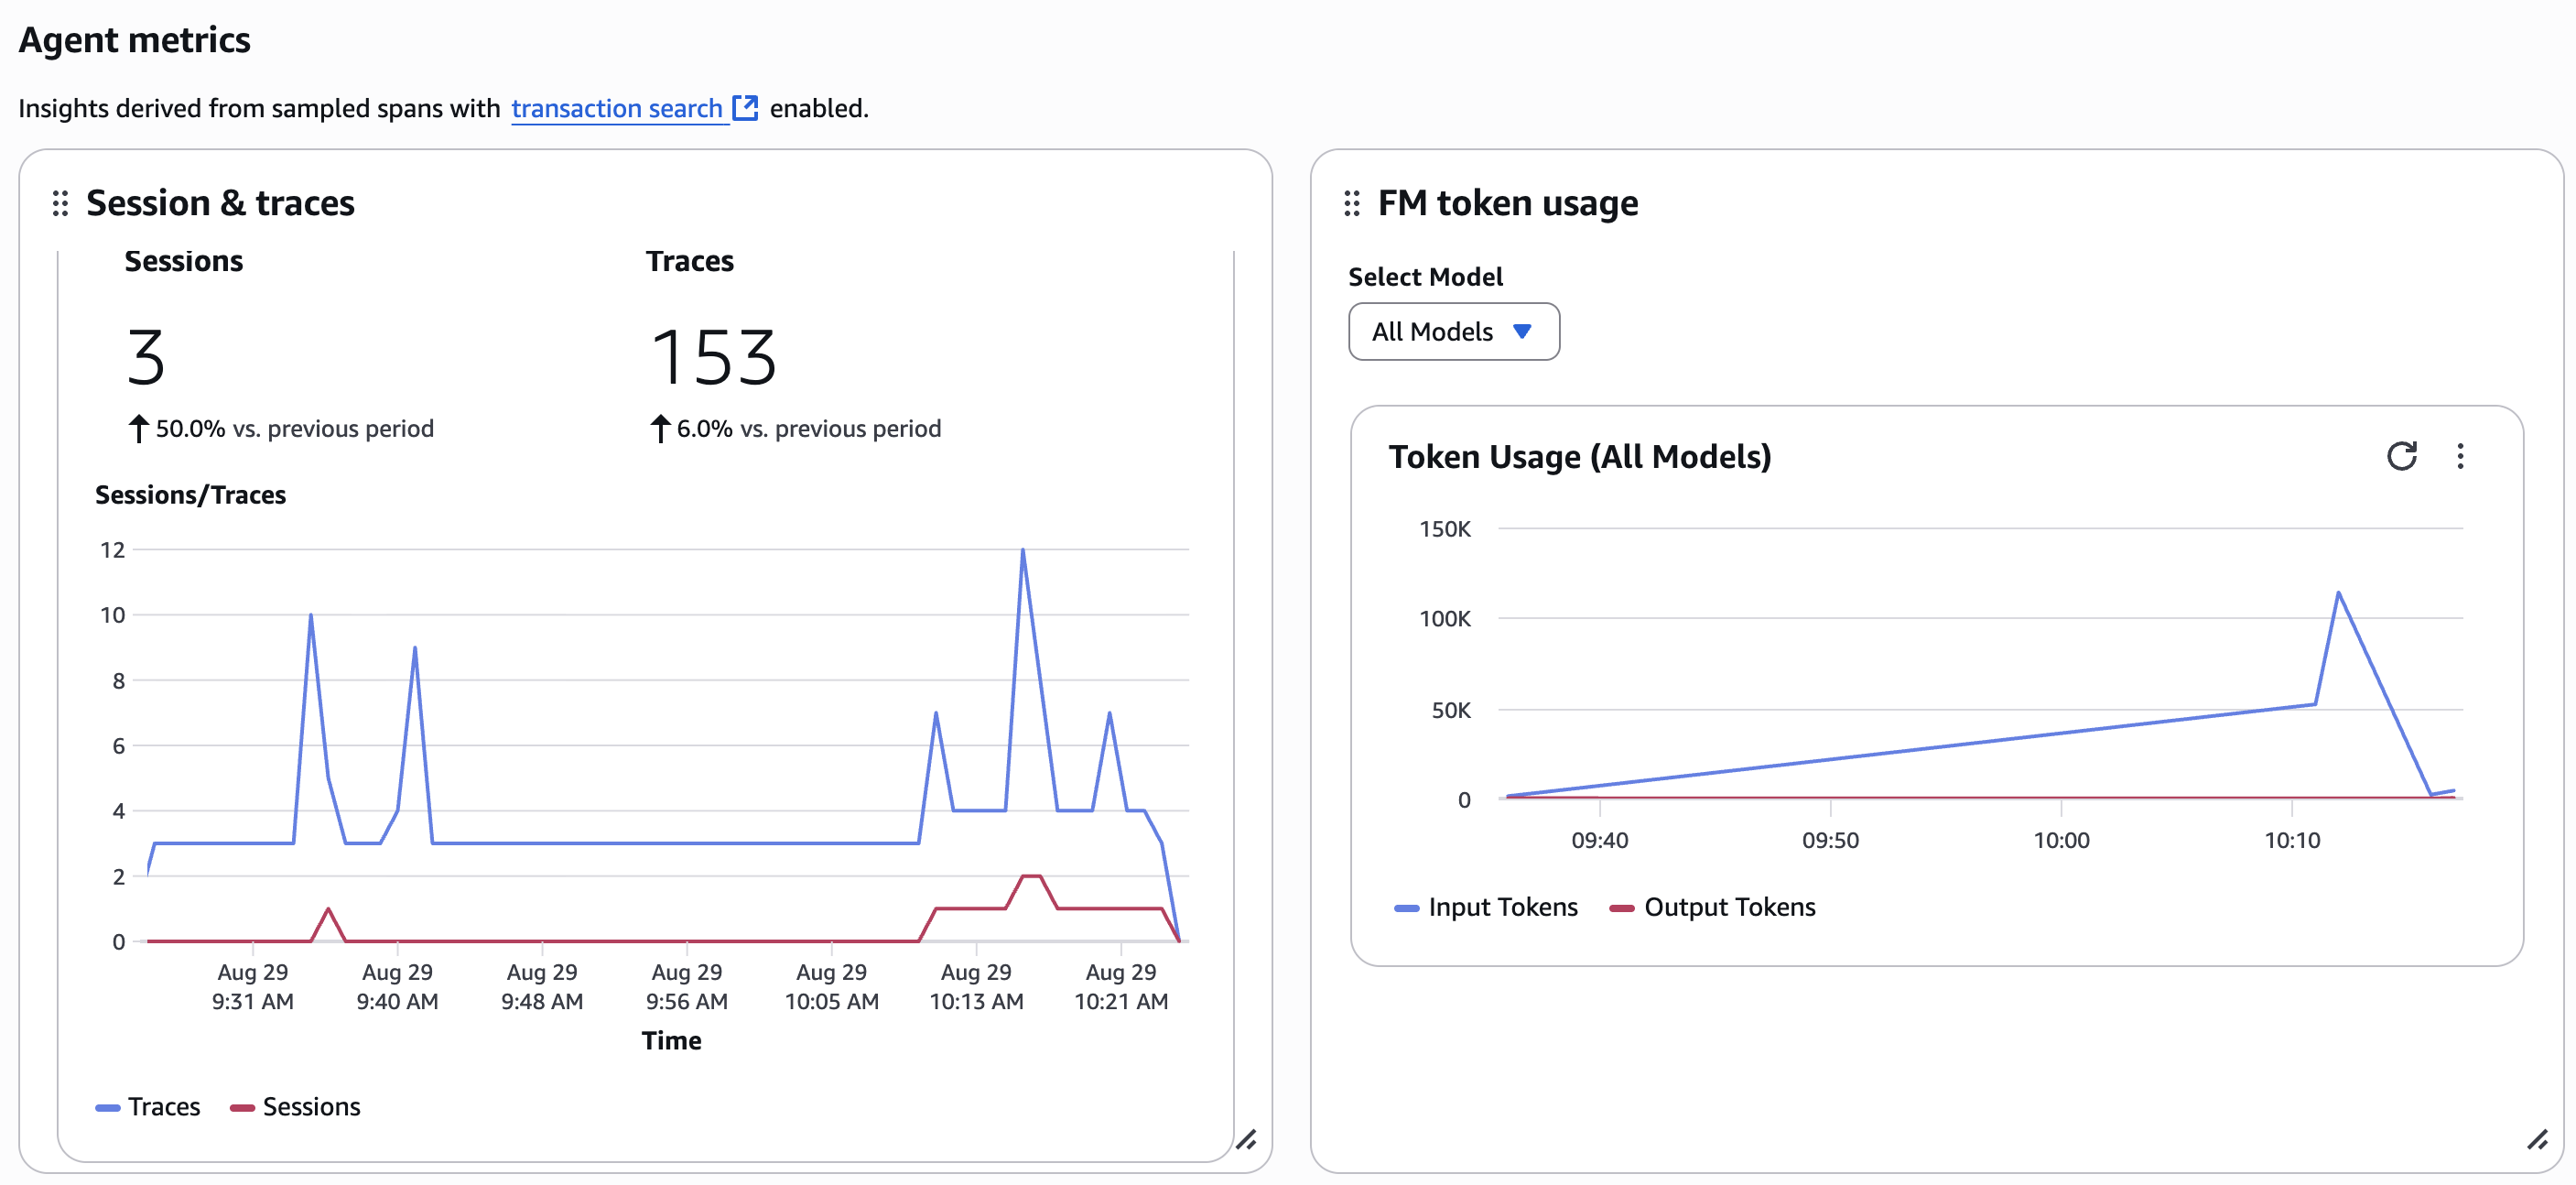 Agent metrics
Insights derived from sampled spans with transaction search enabled.
Session & traces
Sessions
3
50.0% vs. previous period
Traces
153
6.0% vs. previous period
Sessions/Traces
12
10
8
6
4
2
0
Aug 29 9:31 AM
Aug 29 9:40 AM
Aug 29 9:48 AM
Aug 29 9:56 AM
Aug 29 10:05 AM
Aug 29 10:13 AM
Aug 29 10:21 AM
Time
Traces
Sessions
FM token usage
Select Model
All Models
Token Usage (All Models)
150K
100K
50K
0
09:40
09:50
10:00
10:10
Input Tokens
Output Tokens